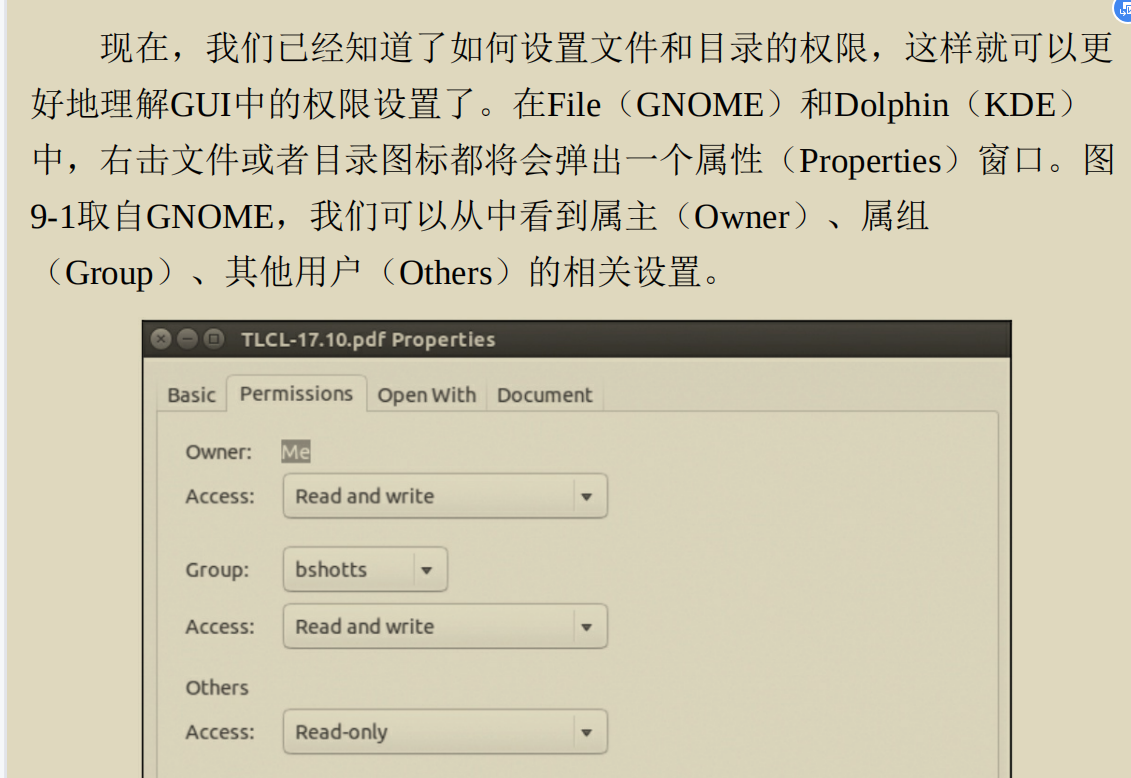 现在，我们已经知道了如何设置文件和目录的权限，这样就可以更
好地理解GUI中的权限设置了。在File（GNOME）和Dolphin（KDE）
中，右击文件或者目录图标都将会弹出一个属性（Properties）窗口。图
9-1取自GNOME，我们可以从中看到属主（Owner）、属组
（Group）、其他用户（Others）的相关设置。
TLCL-17.10.pdf Properties
Basic Permissions Open With Document
Owner: Me
Access: Read and write
Group: bshotts
Access: Read and write
Others
Access: Read-only